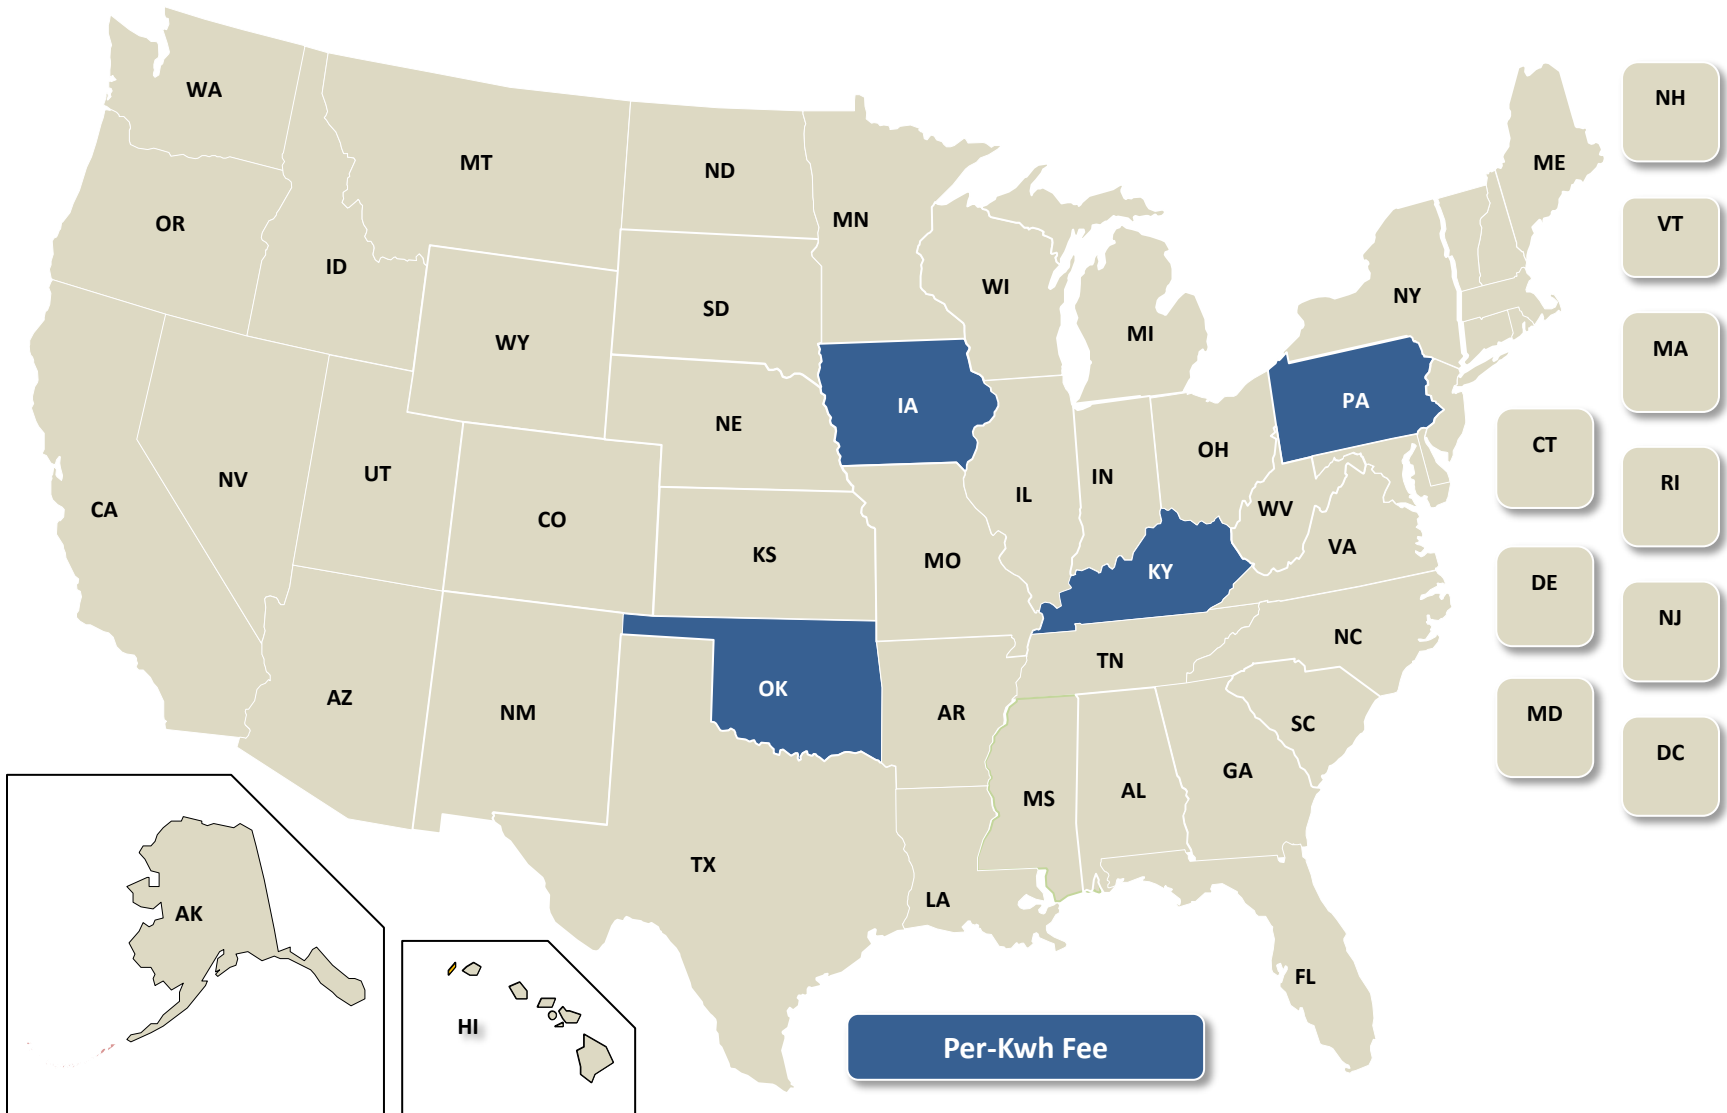 WA
NH
MT
ME
ND
MN
OR
VT
ID
WI
NY
SD
MI
WY
MA
PA
IA
NE
CT
OH
UT
NV
IN
RI
IL
CA
WV
CO
VA
KS
MO
KY
DE
NJ
NC
TN
OK
AZ
NM
AR
MD
SC
DC
GA
AL
MS
TX
LA
AK
FL
HI
Per-Kwh Fee